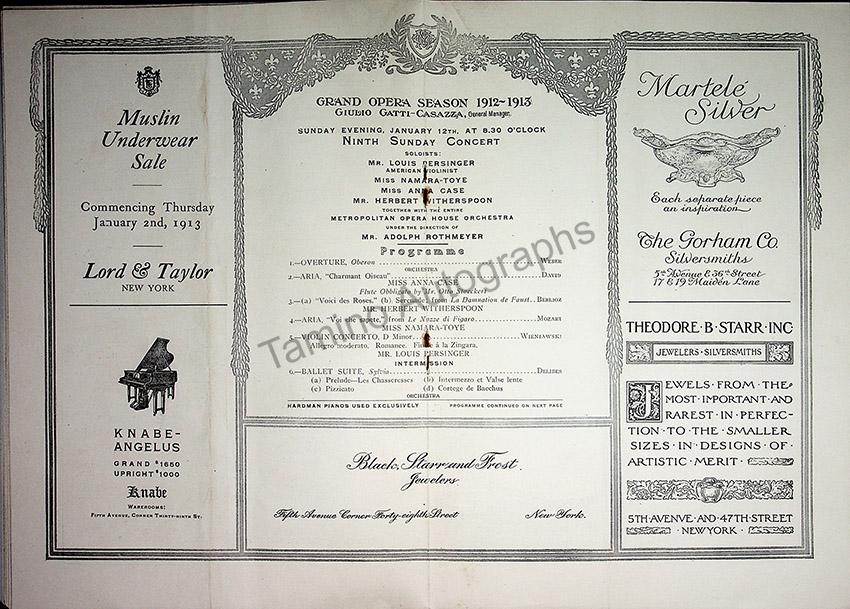 Muslin
Underwear
Sale
Commencing Thursday
January 2nd, 1913
Lord & Taylor
NEW YORK
KNABE-
ANGELUS
GRAND $1650
UPRIGHT $1000
Knabe
WAREROOMS:
FIFTH AVENUE, CORNER THIRTY-NINTH ST.
GRAND OPERA SEASON 1912-1913
GIULIO GATTI-CASAZZA, General Manager.
SUNDAY EVENING, JANUARY 12TH, AT 8.30 O'CLOCK
NINTH SUNDAY CONCERT
SOLOISTS:
MR. LOUIS PERSINGER
AMERICAN VIOLINIST
MISS NAMARA-TOYE
MISS ANNA CASE
MR. HERBERT WITHERSPOON
TOGETHER WITH THE ENTIRE
METROPOLITAN OPERA HOUSE ORCHESTRA
UNDER THE DIRECTION OF
MR. ADOLPH ROTHMEYER
Programme
1.—OVERTURE, Oberon WEBER
ORCHESTRA
2.—ARIA, "Charmant Oiseau" DAVID
MISS ANNA CASE
Flute Obbligato by Mr. Otto Stoeckert
3.—(a) "Voici des Roses," (b) Serenade from La Damnation de Faust BERLIOZ
MR. HERBERT WITHERSPOON
4.—ARIA, "Voi che sapete," from Le Nozze di Figaro MOZART
MISS NAMARA-TOYE
5.—VIOLIN CONCERTO, D Minor WIENIAWSKI
Allegro moderato, Romance, Finale à la Zingara,
MR. LOUIS PERSINGER
INTERMISSION
6.—BALLET SUITE, Sylvia DELIBES
(a) Prelude—Les Chasseresses (b) Intermezzo et Valse lente
(c) Pizzicato (d) Cortege de Bacchus
ORCHESTRA
HARDMAN PIANOS USED EXCLUSIVELY PROGRAMME CONTINUED ON NEXT PAGE
Black, Starr and Frost
Jewelers
Fifth Avenue Corner Forty-eighth Street New York.
Martelé
Silver
Each separate piece
an inspiration
The Gorham Co.
Silversmiths
5th Avenue & 36th Street
17 & 19 Maiden Lane
THEODORE·B·STARR·INC
JEWELERS·SILVERSMITHS
JEWELS·FROM·THE·
MOST·IMPORTANT·AND
RAREST·IN·PERFEC-
TION·TO·THE·SMALLER
SIZES·IN·DESIGNS·OF·
ARTISTIC·MERIT·
5TH·AVENUE·AND·47TH·STREET
·NEW·YORK·
Tamino Autographs